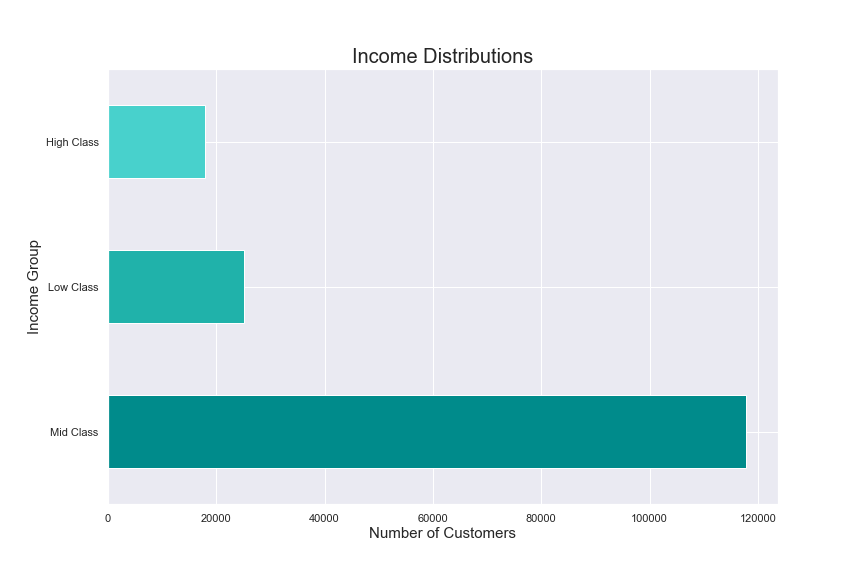 Income Distributions
High Class
Low Class
Mid Class
Income Group
0 20000 40000 60000 80000 100000 120000
Number of Customers